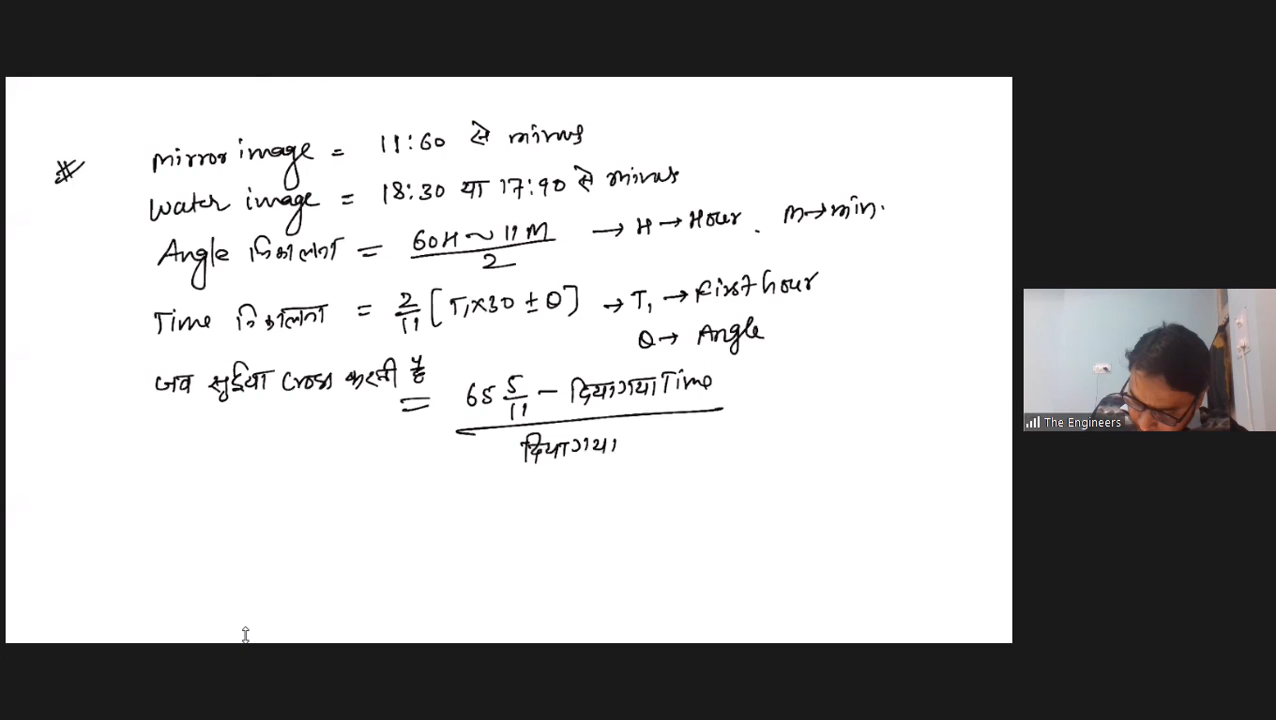 # Mirror image = 11:60 से minus
Water image = 18:30 या 17:90 से minus
Angle निकालना = 60H ~ 11M / 2 → H → Hour. M → min.
Time निकालना = 2/11 [T₁×30 ± θ] → T₁ → First hour
θ → Angle
जब सुईया Cross करती है
= 65 5/11 − दिया गया Time / दिया गया
The Engineers